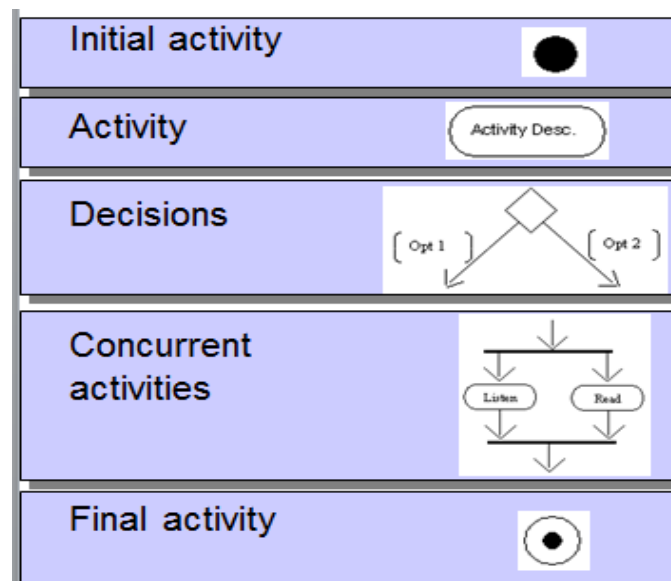 Initial activity
Activity
Activity Desc.
Decisions
[ Opt 1 ]
[ Opt 2 ]
Concurrent
activities
Listen
Read
Final activity